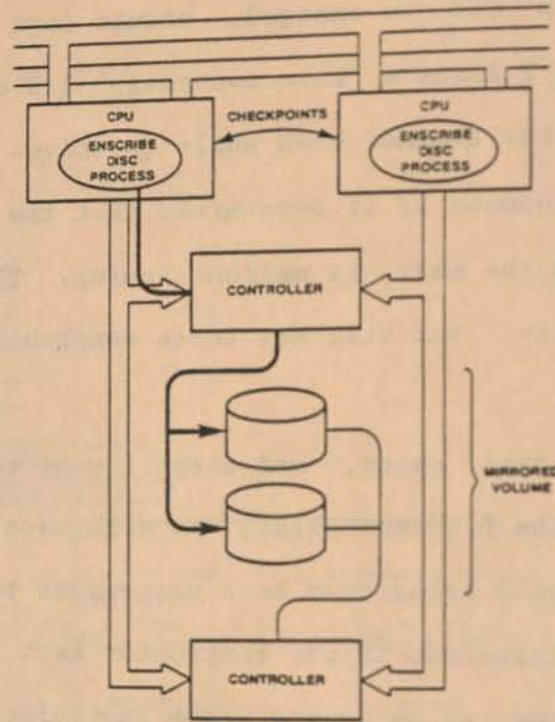 CPU
ENSCRIBE
DISC
PROCESS
CHECKPOINTS
CPU
ENSCRIBE
DISC
PROCESS
CONTROLLER
MIRRORED
VOLUME
CONTROLLER